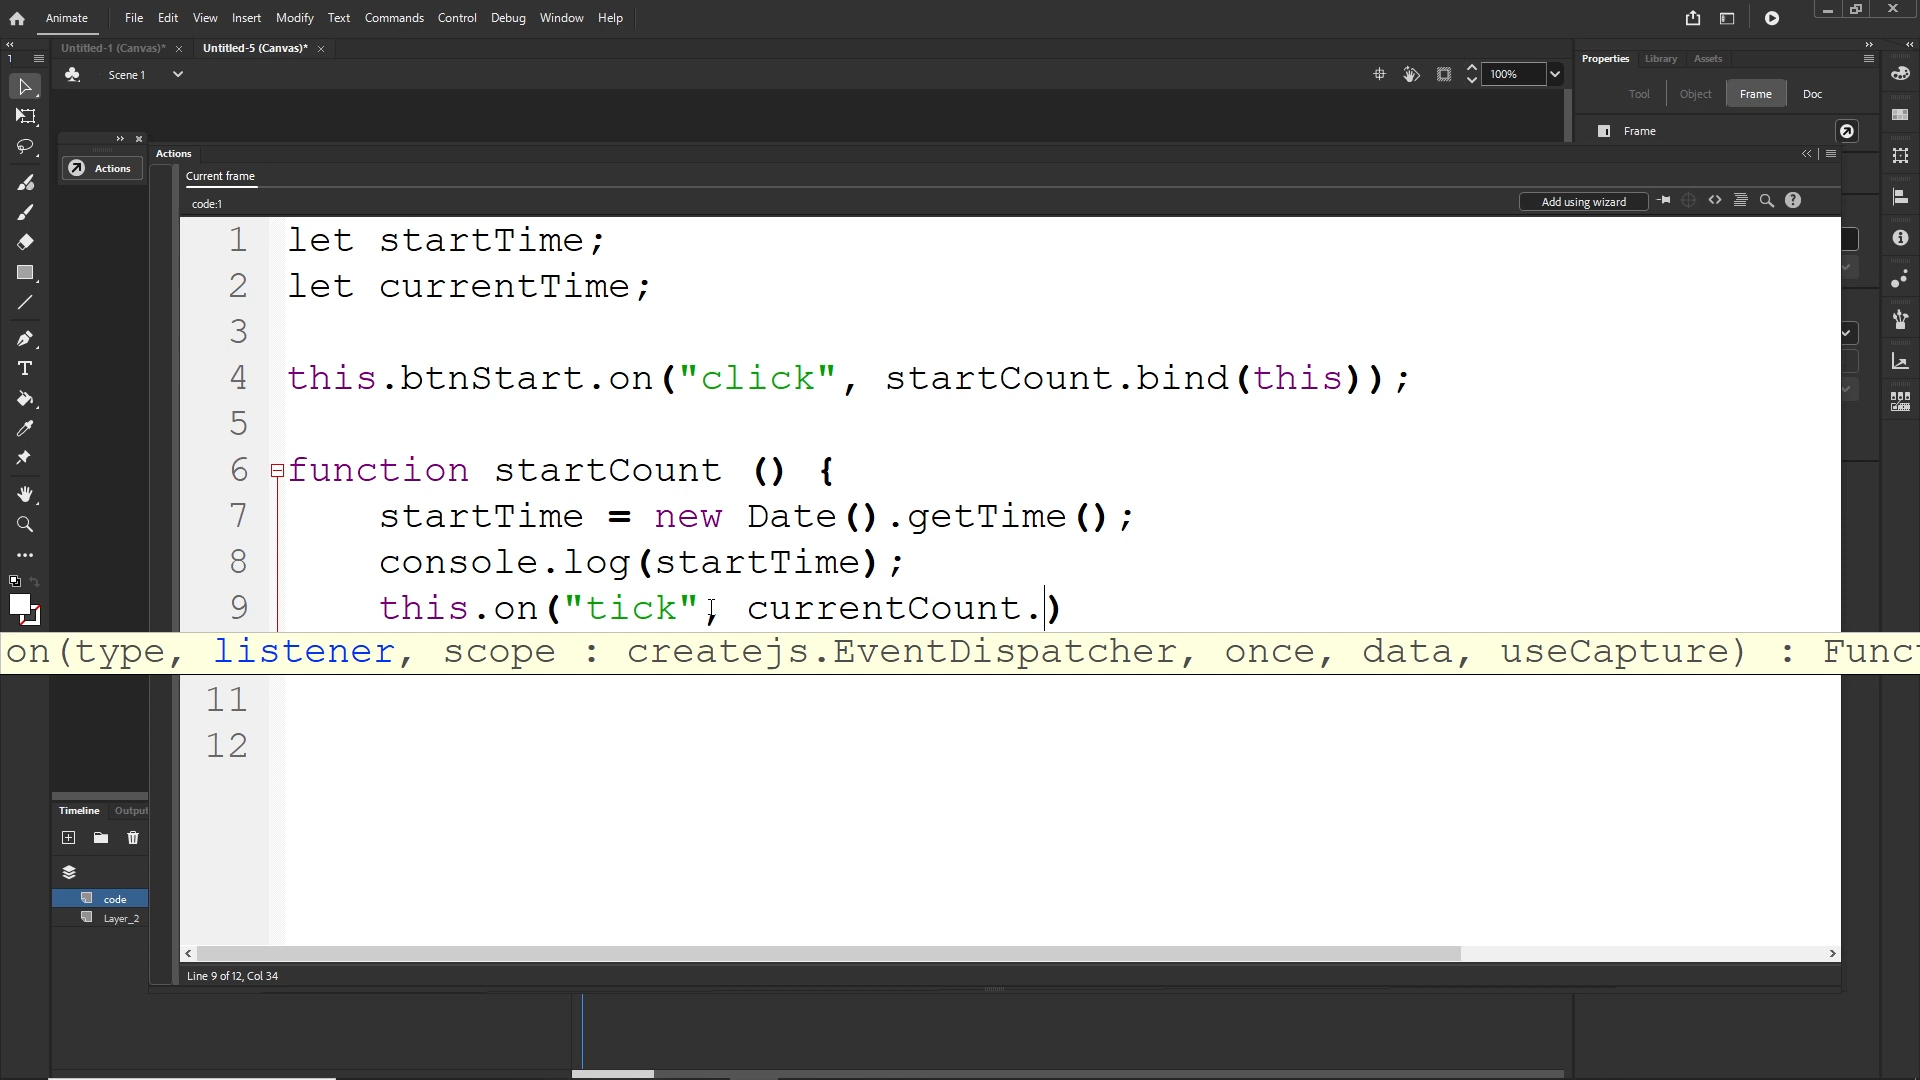 Animate File Edit View Insert Modify Text Commands Control Debug Window Help
Untitled-1 (Canvas)* × Untitled-5 (Canvas)* ×
Scene 1
100%
Properties Library Assets
Tool Object Frame Doc
Frame
Actions
Actions
Current frame
code:1
Add using wizard
1 let startTime;
2 let currentTime;
3
4 this.btnStart.on("click", startCount.bind(this));
5
6 function startCount () {
7 startTime = new Date().getTime();
8 console.log(startTime);
9 this.on("tick", currentCount.)
on(type, listener, scope : createjs.EventDispatcher, once, data, useCapture) : Funct
11
12
Timeline Output
code
Layer_2
Line 9 of 12, Col 34